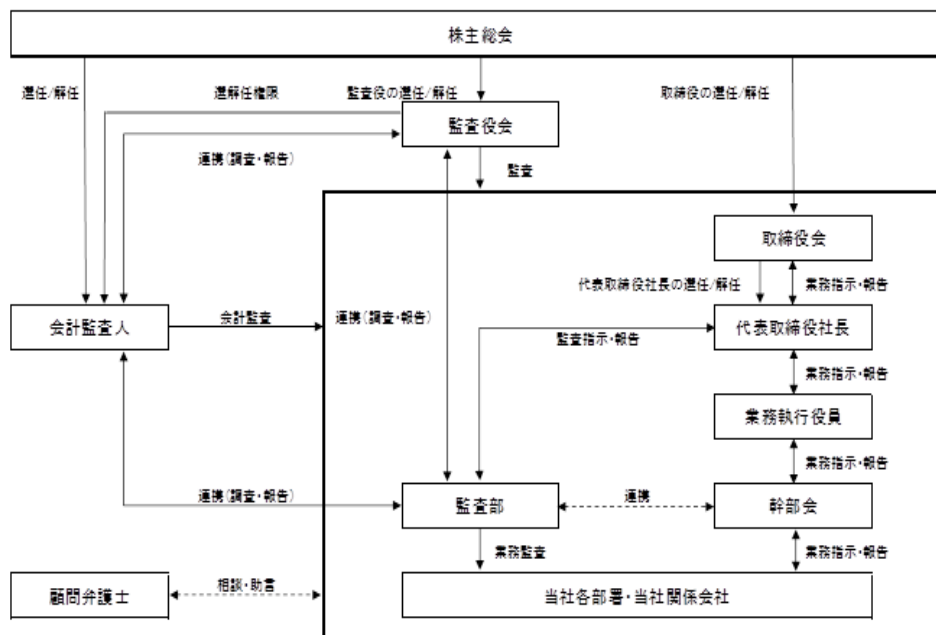 株主総会
選任/解任
選解任権限
監査役の選任/解任
取締役の選任/解任
監査役会
連携(調査・報告)
監査
取締役会
代表取締役社長の選任/解任
業務指示・報告
会計監査人
会計監査
連携(調査・報告)
監査指示・報告
代表取締役社長
業務指示・報告
業務執行役員
業務指示・報告
連携(調査・報告)
監査部
連携
幹部会
業務監査
業務指示・報告
顧問弁護士
相談・助言
当社各部署・当社関係会社